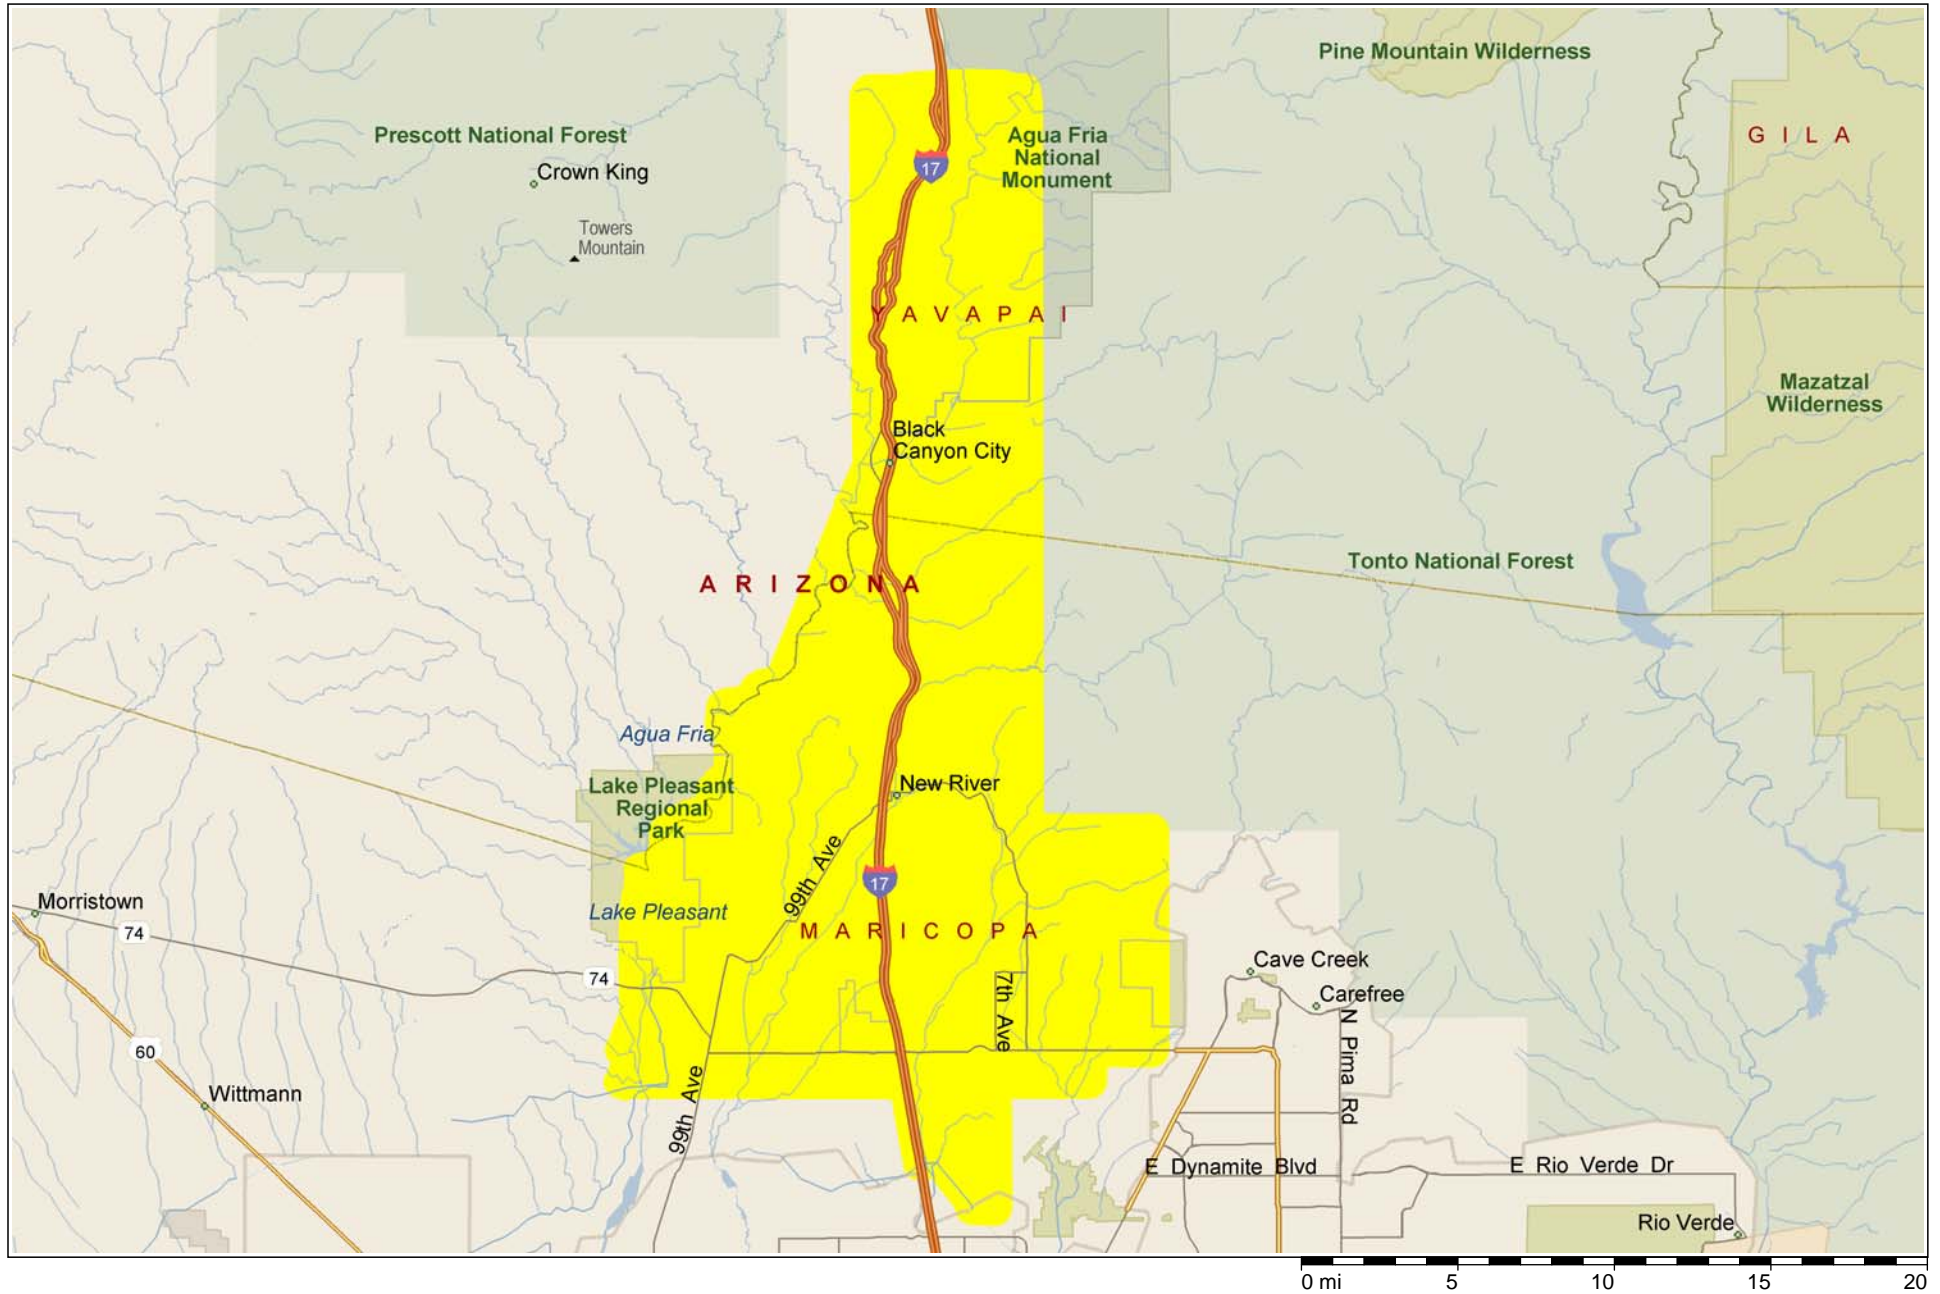 Pine Mountain Wilderness
Prescott National Forest
Agua Fria
National
Monument
G I L A
17
Crown King
Towers
Mountain
Y A V A P A I
Mazatzal
Wilderness
Black
Canyon City
Tonto National Forest
A R I Z O N A
Agua Fria
Lake Pleasant
Regional
Park
New River
99th Ave
17
Morristown
74
Lake Pleasant
M A R I C O P A
74
Cave Creek
Carefree
7th Ave
N Pima Rd
60
Wittmann
99th Ave
E Dynamite Blvd
E Rio Verde Dr
Rio Verde
0 mi 5 10 15 20